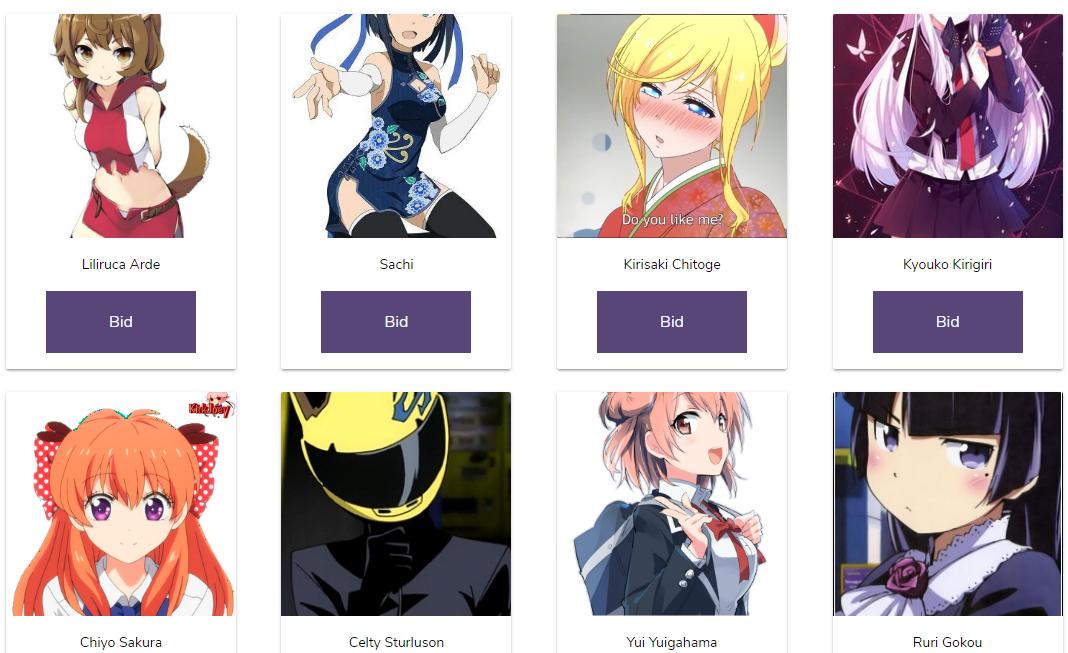 Do you like me?
Liliruca Arde
Sachi
Kirisaki Chitoge
Kyouko Kirigiri
Bid
Bid
Bid
Bid
KirkJoey
Chiyo Sakura
Celty Sturluson
Yui Yuigahama
Ruri Gokou